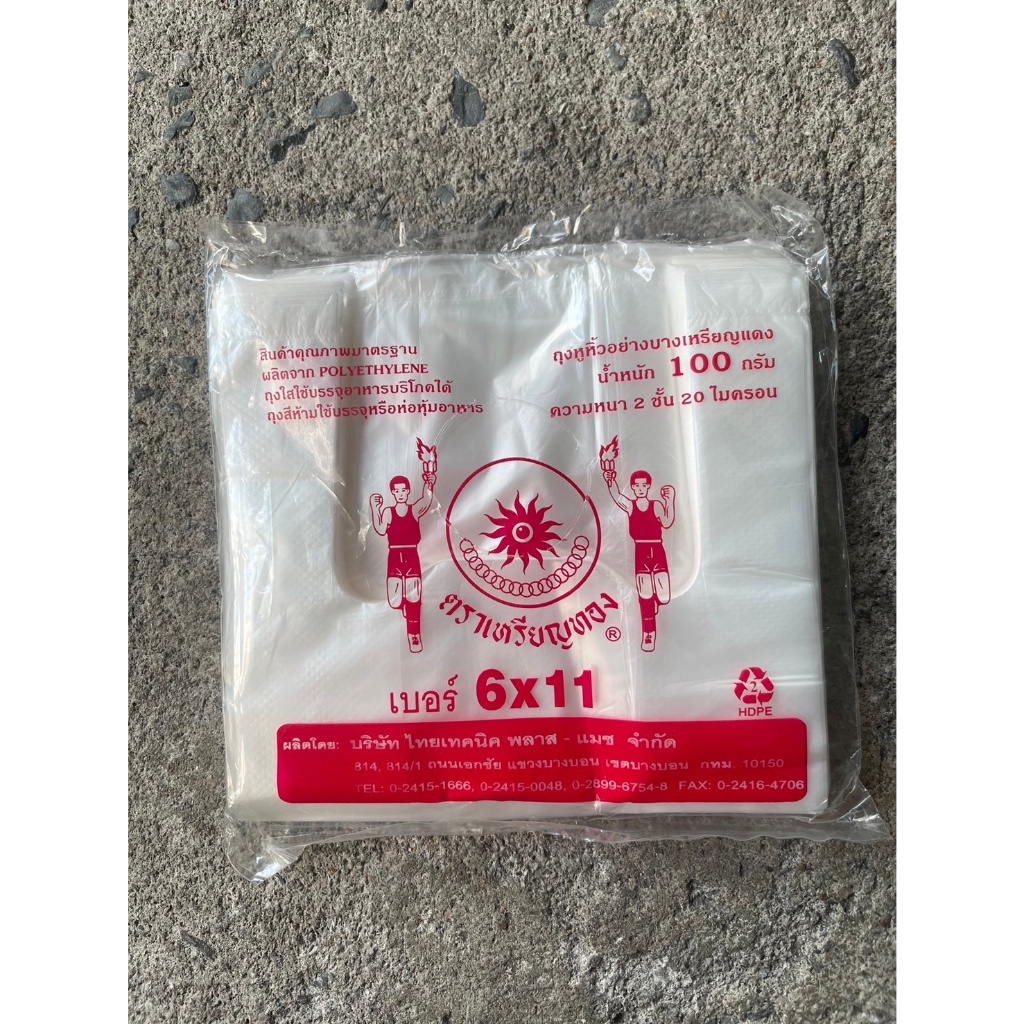 สินค้าคุณภาพมาตรฐาน
ผลิตจาก POLYETHYLENE
ถุงใสใช้บรรจุอาหารบริโภคได้
ถุงสีห้ามใช้บรรจุหรือห่อหุ้มอาหาร
ถุงหูหิ้วอย่างบางเหรียญแดง
น้ำหนัก 100 กรัม
ความหนา 2 ชั้น 20 ไมครอน
ตราเหรียญทอง ®
เบอร์ 6x11
2
HDPE
ผลิตโดย: บริษัท ไทยเทคนิค พลาส - แมช จำกัด
814, 814/1 ถนนเอกชัย แขวงบางบอน เขตบางบอน กทม. 10150
TEL: 0-2415-1666, 0-2415-0048, 0-2899-6754-8 FAX: 0-2416-4706